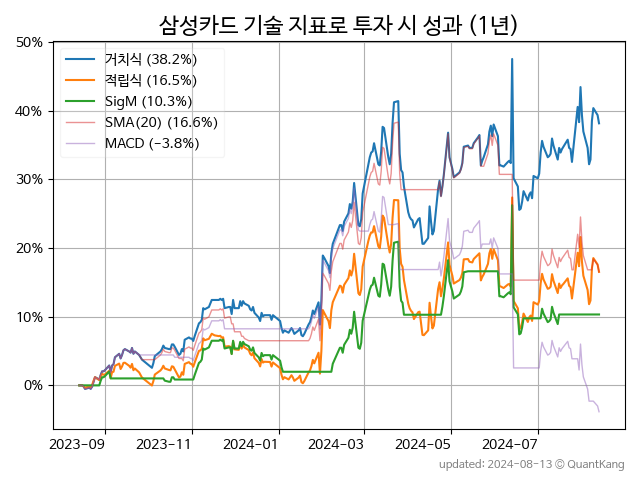 삼성카드 기술 지표로 투자 시 성과 (1년)
거치식 (38.2%)
적립식 (16.5%)
SigM (10.3%)
SMA(20) (16.6%)
MACD (−3.8%)
50%
40%
30%
20%
10%
0%
2023-09 2023-11 2024-01 2024-03 2024-05 2024-07
updated: 2024-08-13 © QuantKang